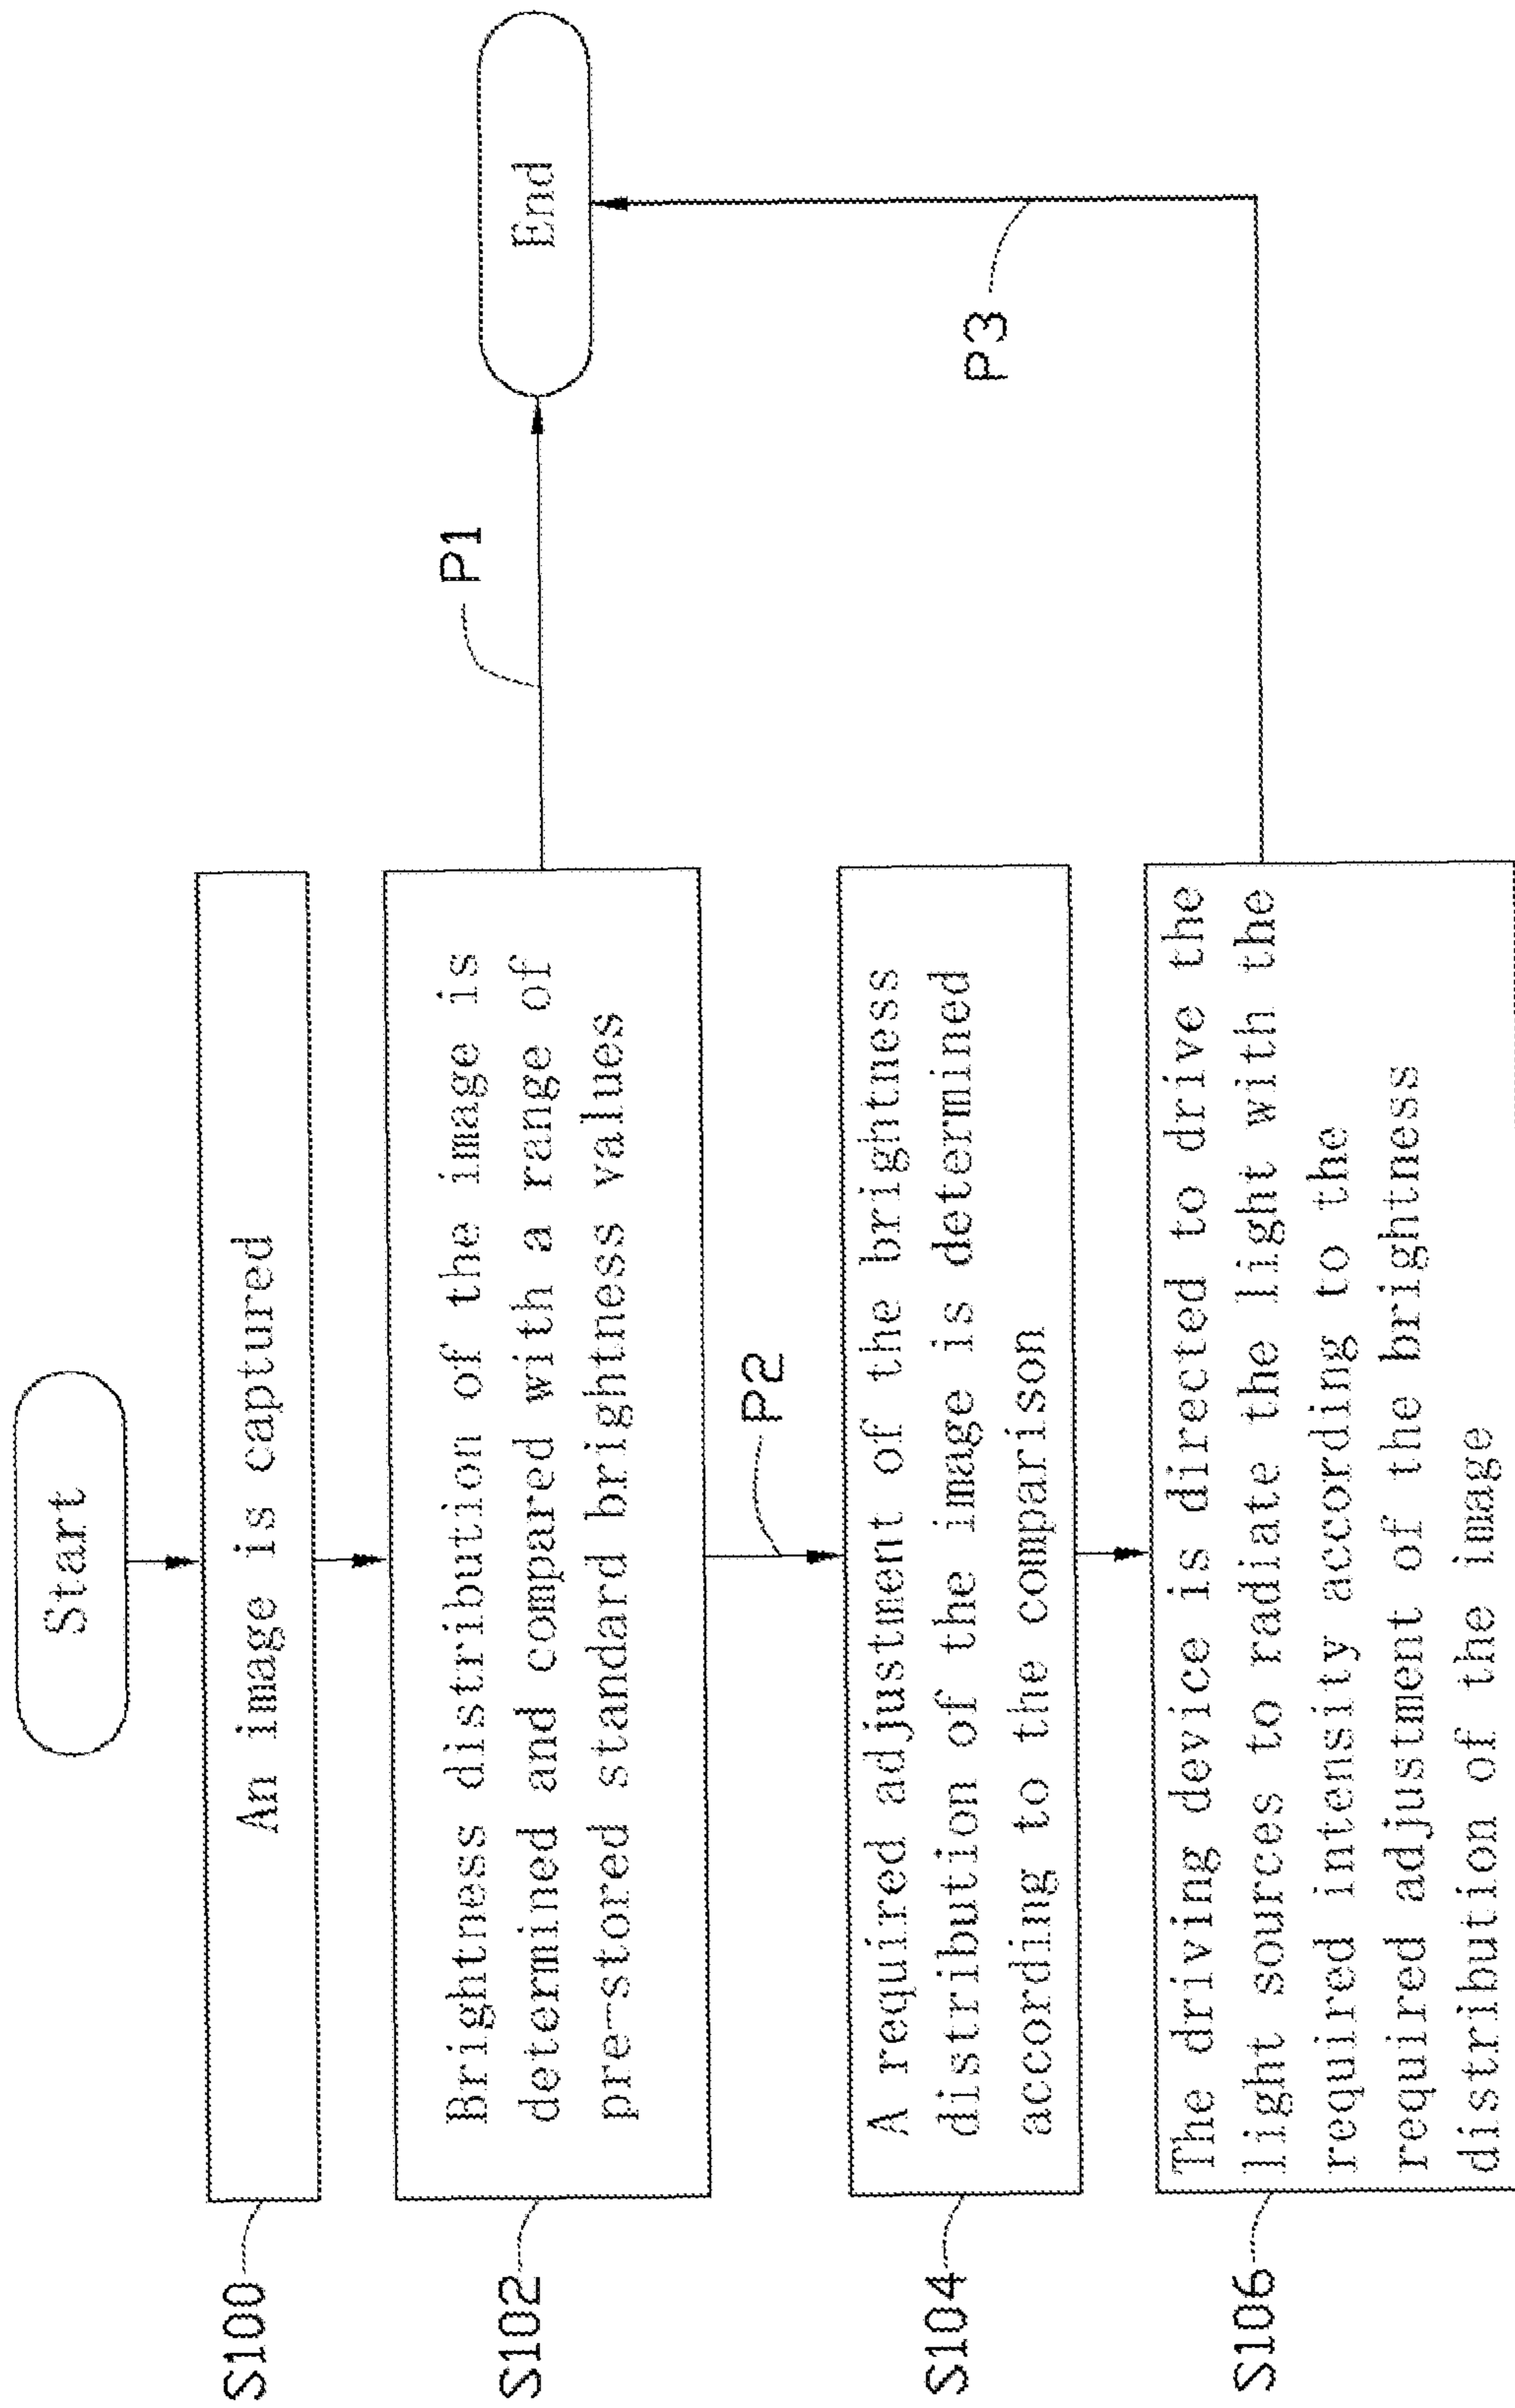 Start
S100
An image is captured
S102
Brightness distribution of the image is
determined and compared with a range of
pre-stored standard brightness values
P1
End
P2
S104
A required adjustment of the brightness
distribution of the image is determined
according to the comparison
S106
The driving device is directed to drive the
light sources to radiate the light with the
required intensity according to the
required adjustment of the brightness
distribution of the image
P3